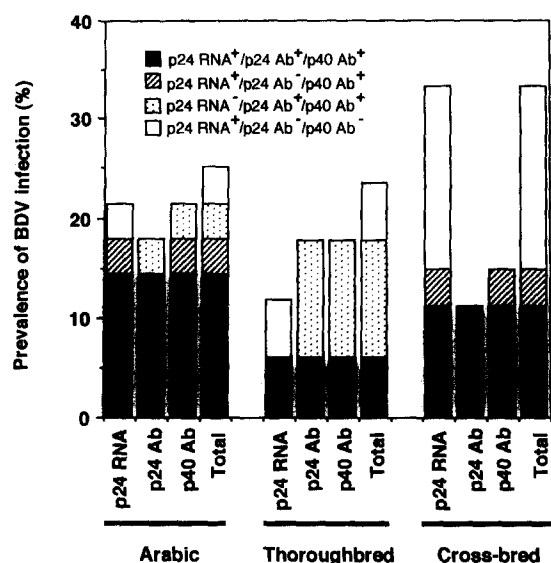 Prevalence of BDV infection (%)
40
30
20
10
0
p24 RNA⁺/p24 Ab⁺/p40 Ab⁺
p24 RNA⁺/p24 Ab⁻/p40 Ab⁺
p24 RNA⁻/p24 Ab⁺/p40 Ab⁺
p24 RNA⁺/p24 Ab⁻/p40 Ab⁻
p24 RNA
p24 Ab
p40 Ab
Total
p24 RNA
p24 Ab
p40 Ab
Total
p24 RNA
p24 Ab
p40 Ab
Total
Arabic
Thoroughbred
Cross-bred